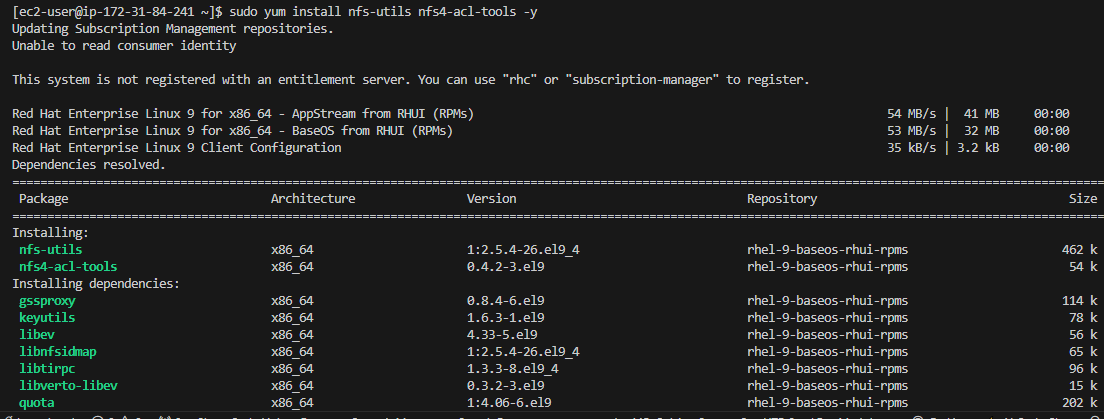 [ec2-user@ip-172-31-84-241 ~]$ sudo yum install nfs-utils nfs4-acl-tools -y
Updating Subscription Management repositories.
Unable to read consumer identity
This system is not registered with an entitlement server. You can use "rhc" or "subscription-manager" to register.
Red Hat Enterprise Linux 9 for x86_64 - AppStream from RHUI (RPMs) 54 MB/s | 41 MB 00:00
Red Hat Enterprise Linux 9 for x86_64 - BaseOS from RHUI (RPMs) 53 MB/s | 32 MB 00:00
Red Hat Enterprise Linux 9 Client Configuration 35 kB/s | 3.2 kB 00:00
Dependencies resolved.
Package Architecture Version Repository Size
Installing:
nfs-utils x86_64 1:2.5.4-26.el9_4 rhel-9-baseos-rhui-rpms 462 k
nfs4-acl-tools x86_64 0.4.2-3.el9 rhel-9-baseos-rhui-rpms 54 k
Installing dependencies:
gssproxy x86_64 0.8.4-6.el9 rhel-9-baseos-rhui-rpms 114 k
keyutils x86_64 1.6.3-1.el9 rhel-9-baseos-rhui-rpms 78 k
libev x86_64 4.33-5.el9 rhel-9-baseos-rhui-rpms 56 k
libnfsidmap x86_64 1:2.5.4-26.el9_4 rhel-9-baseos-rhui-rpms 65 k
libtirpc x86_64 1.3.3-8.el9_4 rhel-9-baseos-rhui-rpms 96 k
libverto-libev x86_64 0.3.2-3.el9 rhel-9-baseos-rhui-rpms 15 k
quota x86_64 1:4.06-6.el9 rhel-9-baseos-rhui-rpms 202 k